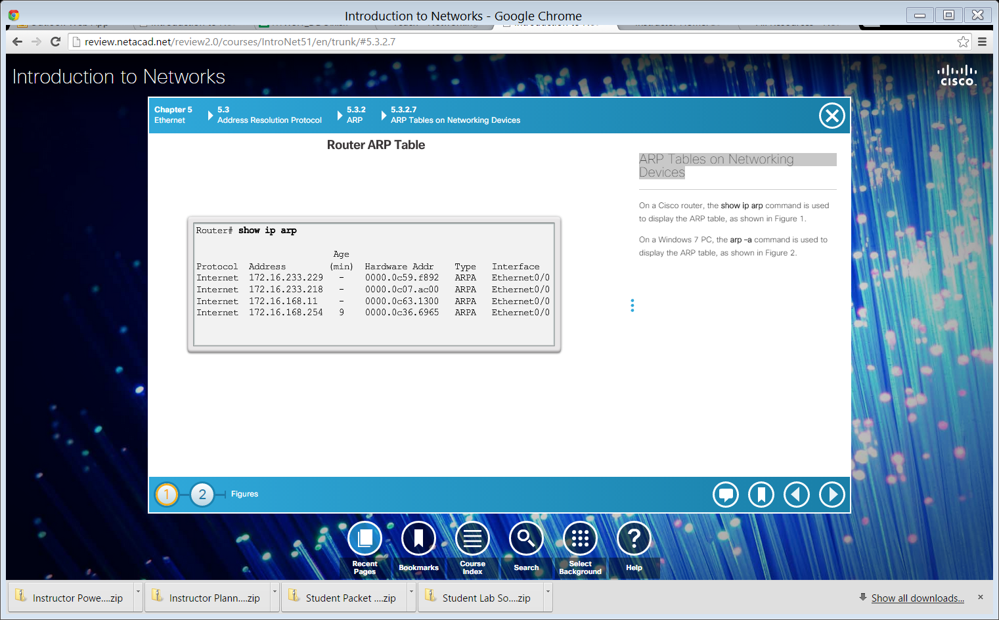 Introduction to Networks - Google Chrome
review.netacad.net/review2.0/courses/IntroNet51/en/trunk/#5.3.2.7
Introduction to Networks
CISCO
Chapter 5
Ethernet
5.3
Address Resolution Protocol
5.3.2
ARP
5.3.2.7
ARP Tables on Networking Devices
Router ARP Table
Router# show ip arp
Age
Protocol Address (min) Hardware Addr Type Interface
Internet 172.16.233.229 - 0000.0c59.f892 ARPA Ethernet0/0
Internet 172.16.233.218 - 0000.0c07.ac00 ARPA Ethernet0/0
Internet 172.16.168.11 - 0000.0c63.1300 ARPA Ethernet0/0
Internet 172.16.168.254 9 0000.0c36.6965 ARPA Ethernet0/0
ARP Tables on Networking
Devices
On a Cisco router, the show ip arp command is used
to display the ARP table, as shown in Figure 1.
On a Windows 7 PC, the arp –a command is used to
display the ARP table, as shown in Figure 2.
1
2
Figures
Recent
Pages
Bookmarks
Course
Index
Search
Select
Background
Help
Instructor Powe....zip
Instructor Plann....zip
Student Packet ....zip
Student Lab So....zip
Show all downloads...